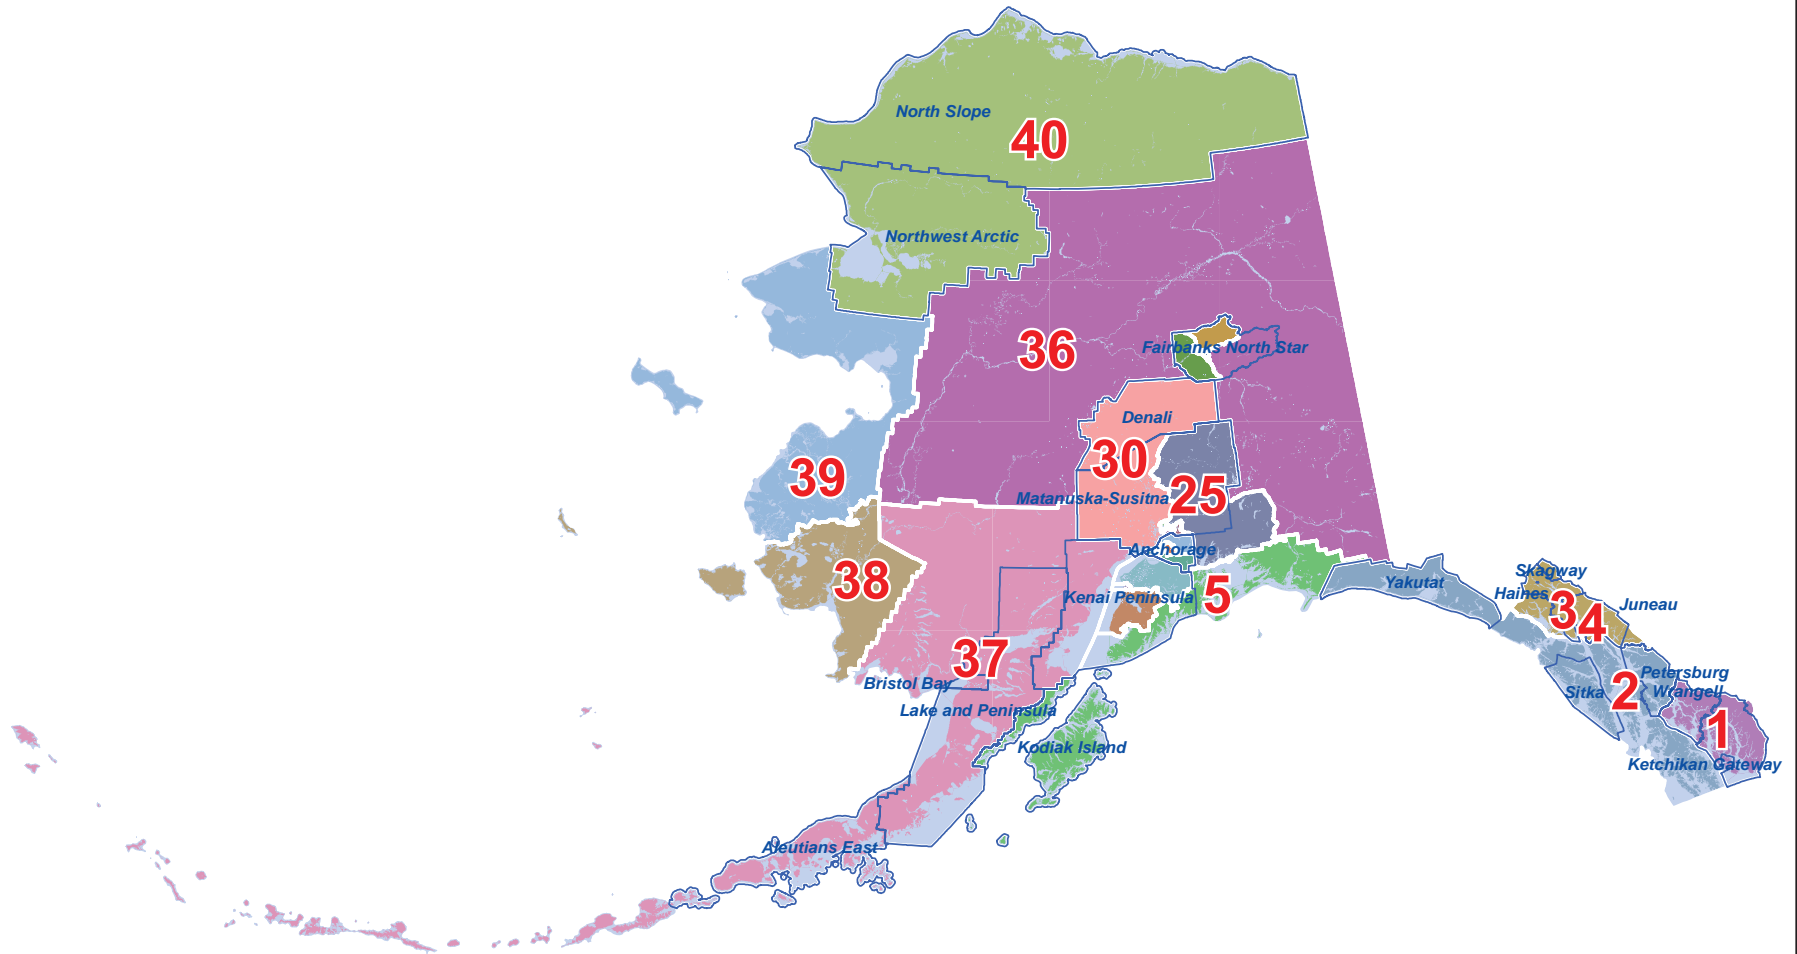 North Slope
40
Northwest Arctic
36
Fairbanks North Star
Denali
30
39
25
Matanuska-Susitna
Anchorage
38
Kenai Peninsula
5
Yakutat
Skagway
Haines
3
4
Juneau
37
Bristol Bay
Lake and Peninsula
Kodiak Island
Petersburg
Sitka
2
Wrangell
1
Ketchikan Gateway
Aleutians East